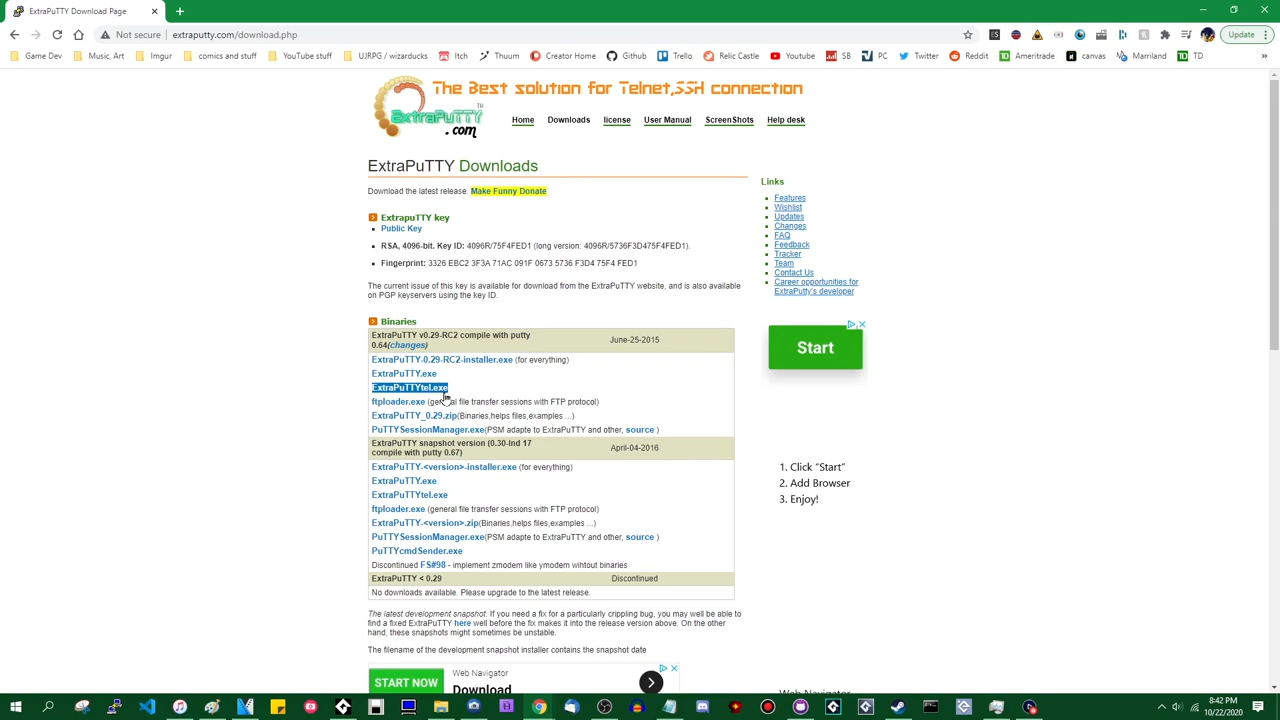 ExtraPuTTY Download Page
Not secure
extraputty.com/download.php
Update
Game Dev
Music, Art
Imgur
comics and stuff
YouTube stuff
UJRPG / wizarducks
Itch
Thuum
Creator Home
Github
Trello
Relic Castle
Youtube
SB
PC
Twitter
Reddit
Ameritrade
canvas
Marriland
TD
The Best solution for Telnet,SSH connection
ExtraPuTTY
TM
.com
Home
Downloads
license
User Manual
ScreenShots
Help desk
ExtraPuTTY Downloads
Download the latest release. Make Funny Donate
ExtrapuTTY key
Public Key
RSA, 4096-bit. Key ID: 4096R/75F4FED1 (long version: 4096R/5736F3D475F4FED1).
Fingerprint: 3326 EBC2 3F3A 71AC 091F 0673 5736 F3D4 75F4 FED1
The current issue of this key is available for download from the ExtraPuTTY website, and is also available
on PGP keyservers using the key ID.
Binaries
ExtraPuTTY v0.29-RC2 compile with putty
0.64(changes)
June-25-2015
ExtraPuTTY-0.29-RC2-installer.exe (for everything)
ExtraPuTTY.exe
ExtraPuTTYtel.exe
ftploader.exe (general file transfer sessions with FTP protocol)
ExtraPuTTY_0.29.zip(Binaries,helps files,examples ...)
PuTTYSessionManager.exe(PSM adapte to ExtraPuTTY and other, source )
ExtraPuTTY snapshot version (0.30-Ind 17
compile with putty 0.67)
April-04-2016
ExtraPuTTY-<version>-installer.exe (for everything)
ExtraPuTTY.exe
ExtraPuTTYtel.exe
ftploader.exe (general file transfer sessions with FTP protocol)
ExtraPuTTY-<version>.zip(Binaries,helps files,examples ...)
PuTTYSessionManager.exe(PSM adapte to ExtraPuTTY and other, source )
PuTTYcmdSender.exe
Discontinued FS#98 - implement zmodem like ymodem wihtout binaries
ExtraPuTTY < 0.29
Discontinued
No downloads available. Please upgrade to the latest release.
The latest development snapshot. If you need a fix for a particularly crippling bug, you may well be able to
find a fixed ExtraPuTTY here well before the fix makes it into the release version above. On the other
hand, these snapshots might sometimes be unstable.
The filename of the development snapshot installer contains the snapshot date
START NOW
Web Navigator
Download
Links
Features
Wishlist
Updates
Changes
FAQ
Feedback
Tracker
Team
Contact Us
Career opportunities for
ExtraPutty's developer
Start
1. Click “Start”
2. Add Browser
3. Enjoy!
Web Navigator
8:42 PM
10/22/2020